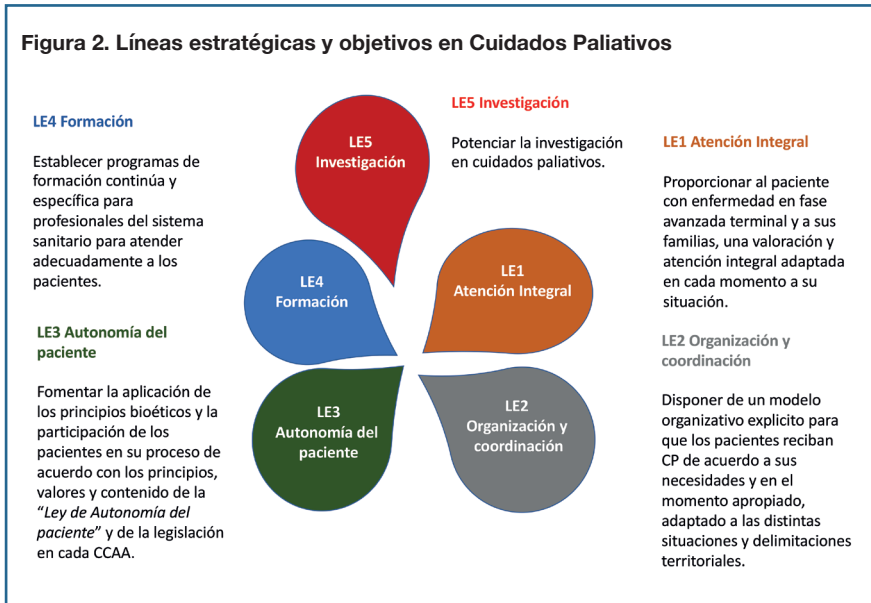 Figura 2. Líneas estratégicas y objetivos en Cuidados Paliativos
LE4 Formación
Establecer programas de
formación continúa y
específica para
profesionales del sistema
sanitario para atender
adecuadamente a los
pacientes.
LE3 Autonomía del
paciente
Fomentar la aplicación de
los principios bioéticos y la
participación de los
pacientes en su proceso de
acuerdo con los principios,
valores y contenido de la
“Ley de Autonomía del
paciente” y de la legislación
en cada CCAA.
LE5
Investigación
LE4
Formación
LE3
Autonomía del
paciente
LE1
Atención Integral
LE2
Organización y
coordinación
LE5 Investigación
Potenciar la investigación
en cuidados paliativos.
LE1 Atención Integral
Proporcionar al paciente
con enfermedad en fase
avanzada terminal y a sus
familias, una valoración y
atención integral adaptada
en cada momento a su
situación.
LE2 Organización y
coordinación
Disponer de un modelo
organizativo explicito para
que los pacientes reciban
CP de acuerdo a sus
necesidades y en el
momento apropiado,
adaptado a las distintas
situaciones y delimitaciones
territoriales.